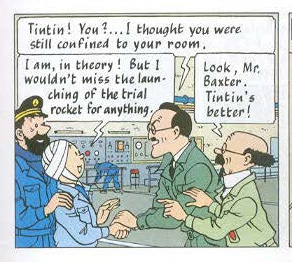 Tintin! You?...I thought you were
still confined to your room.
I am, in theory! But I
wouldn't miss the laun-
ching of the trial
rocket for anything.
Look, Mr.
Baxter.
Tintin's
better!